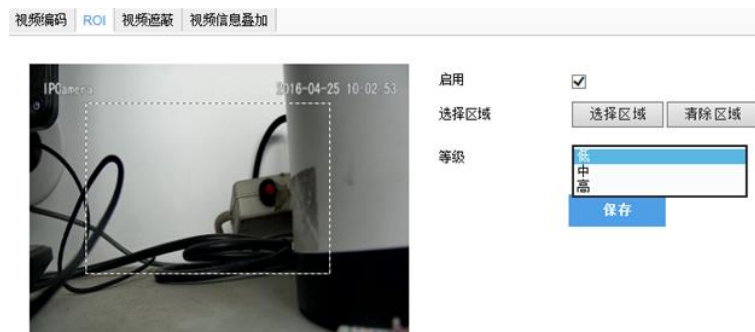 视频编码 ROI 视频遮蔽 视频信息叠加
IPCamera 2016-04-25 10:02:53
启用
选择区域 选择区域 清除区域
等级 低
中
高
保存